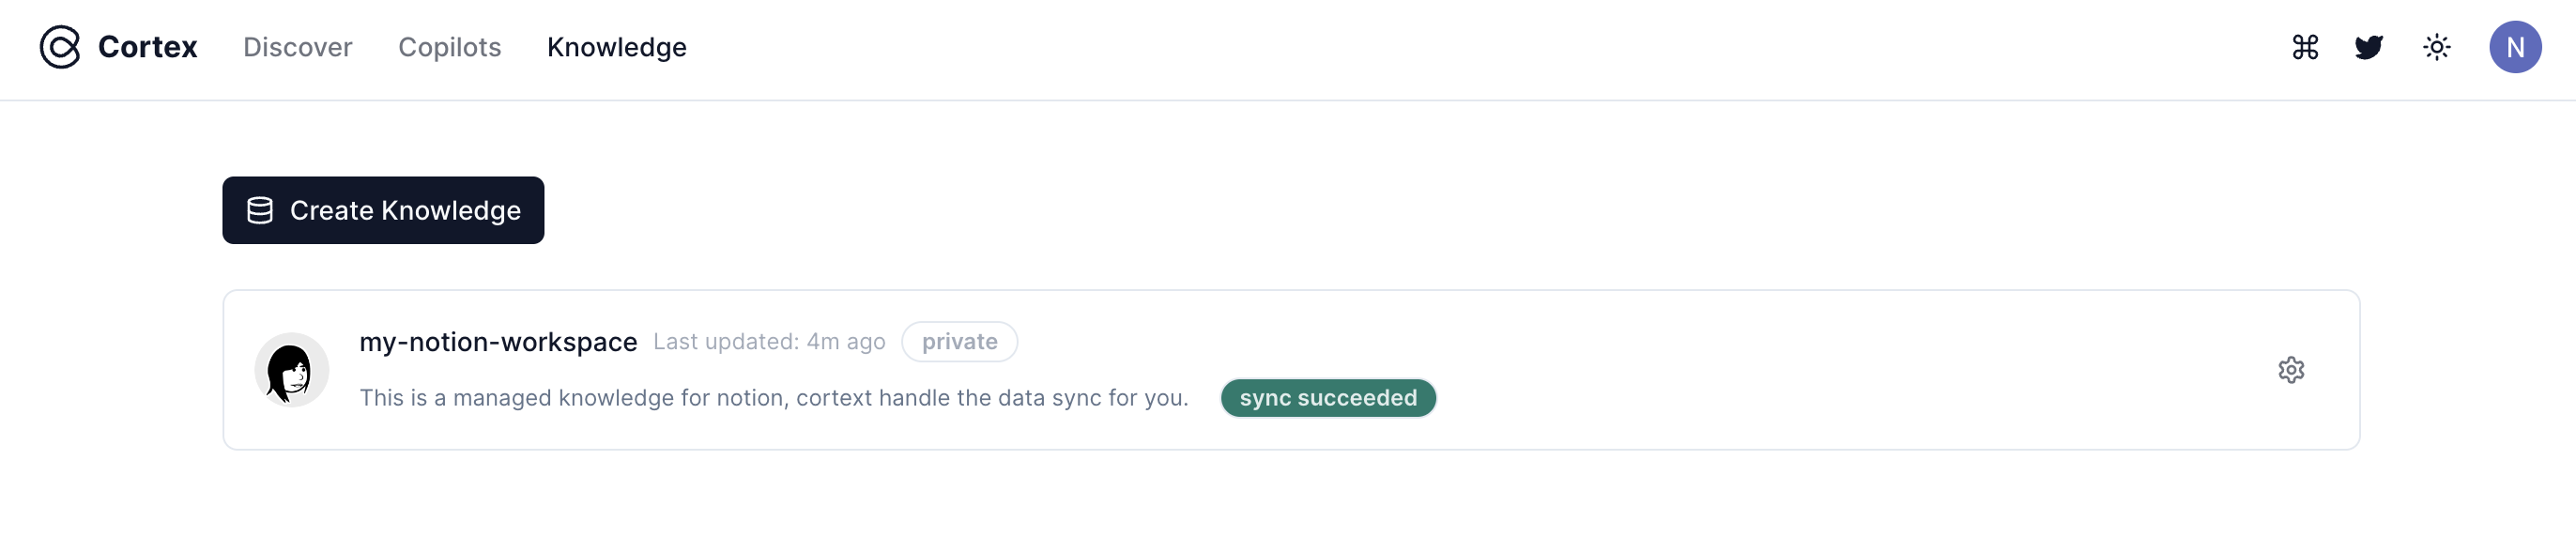 Cortex Discover Copilots Knowledge N
Create Knowledge
my-notion-workspace Last updated: 4m ago private
This is a managed knowledge for notion, cortext handle the data sync for you. sync succeeded